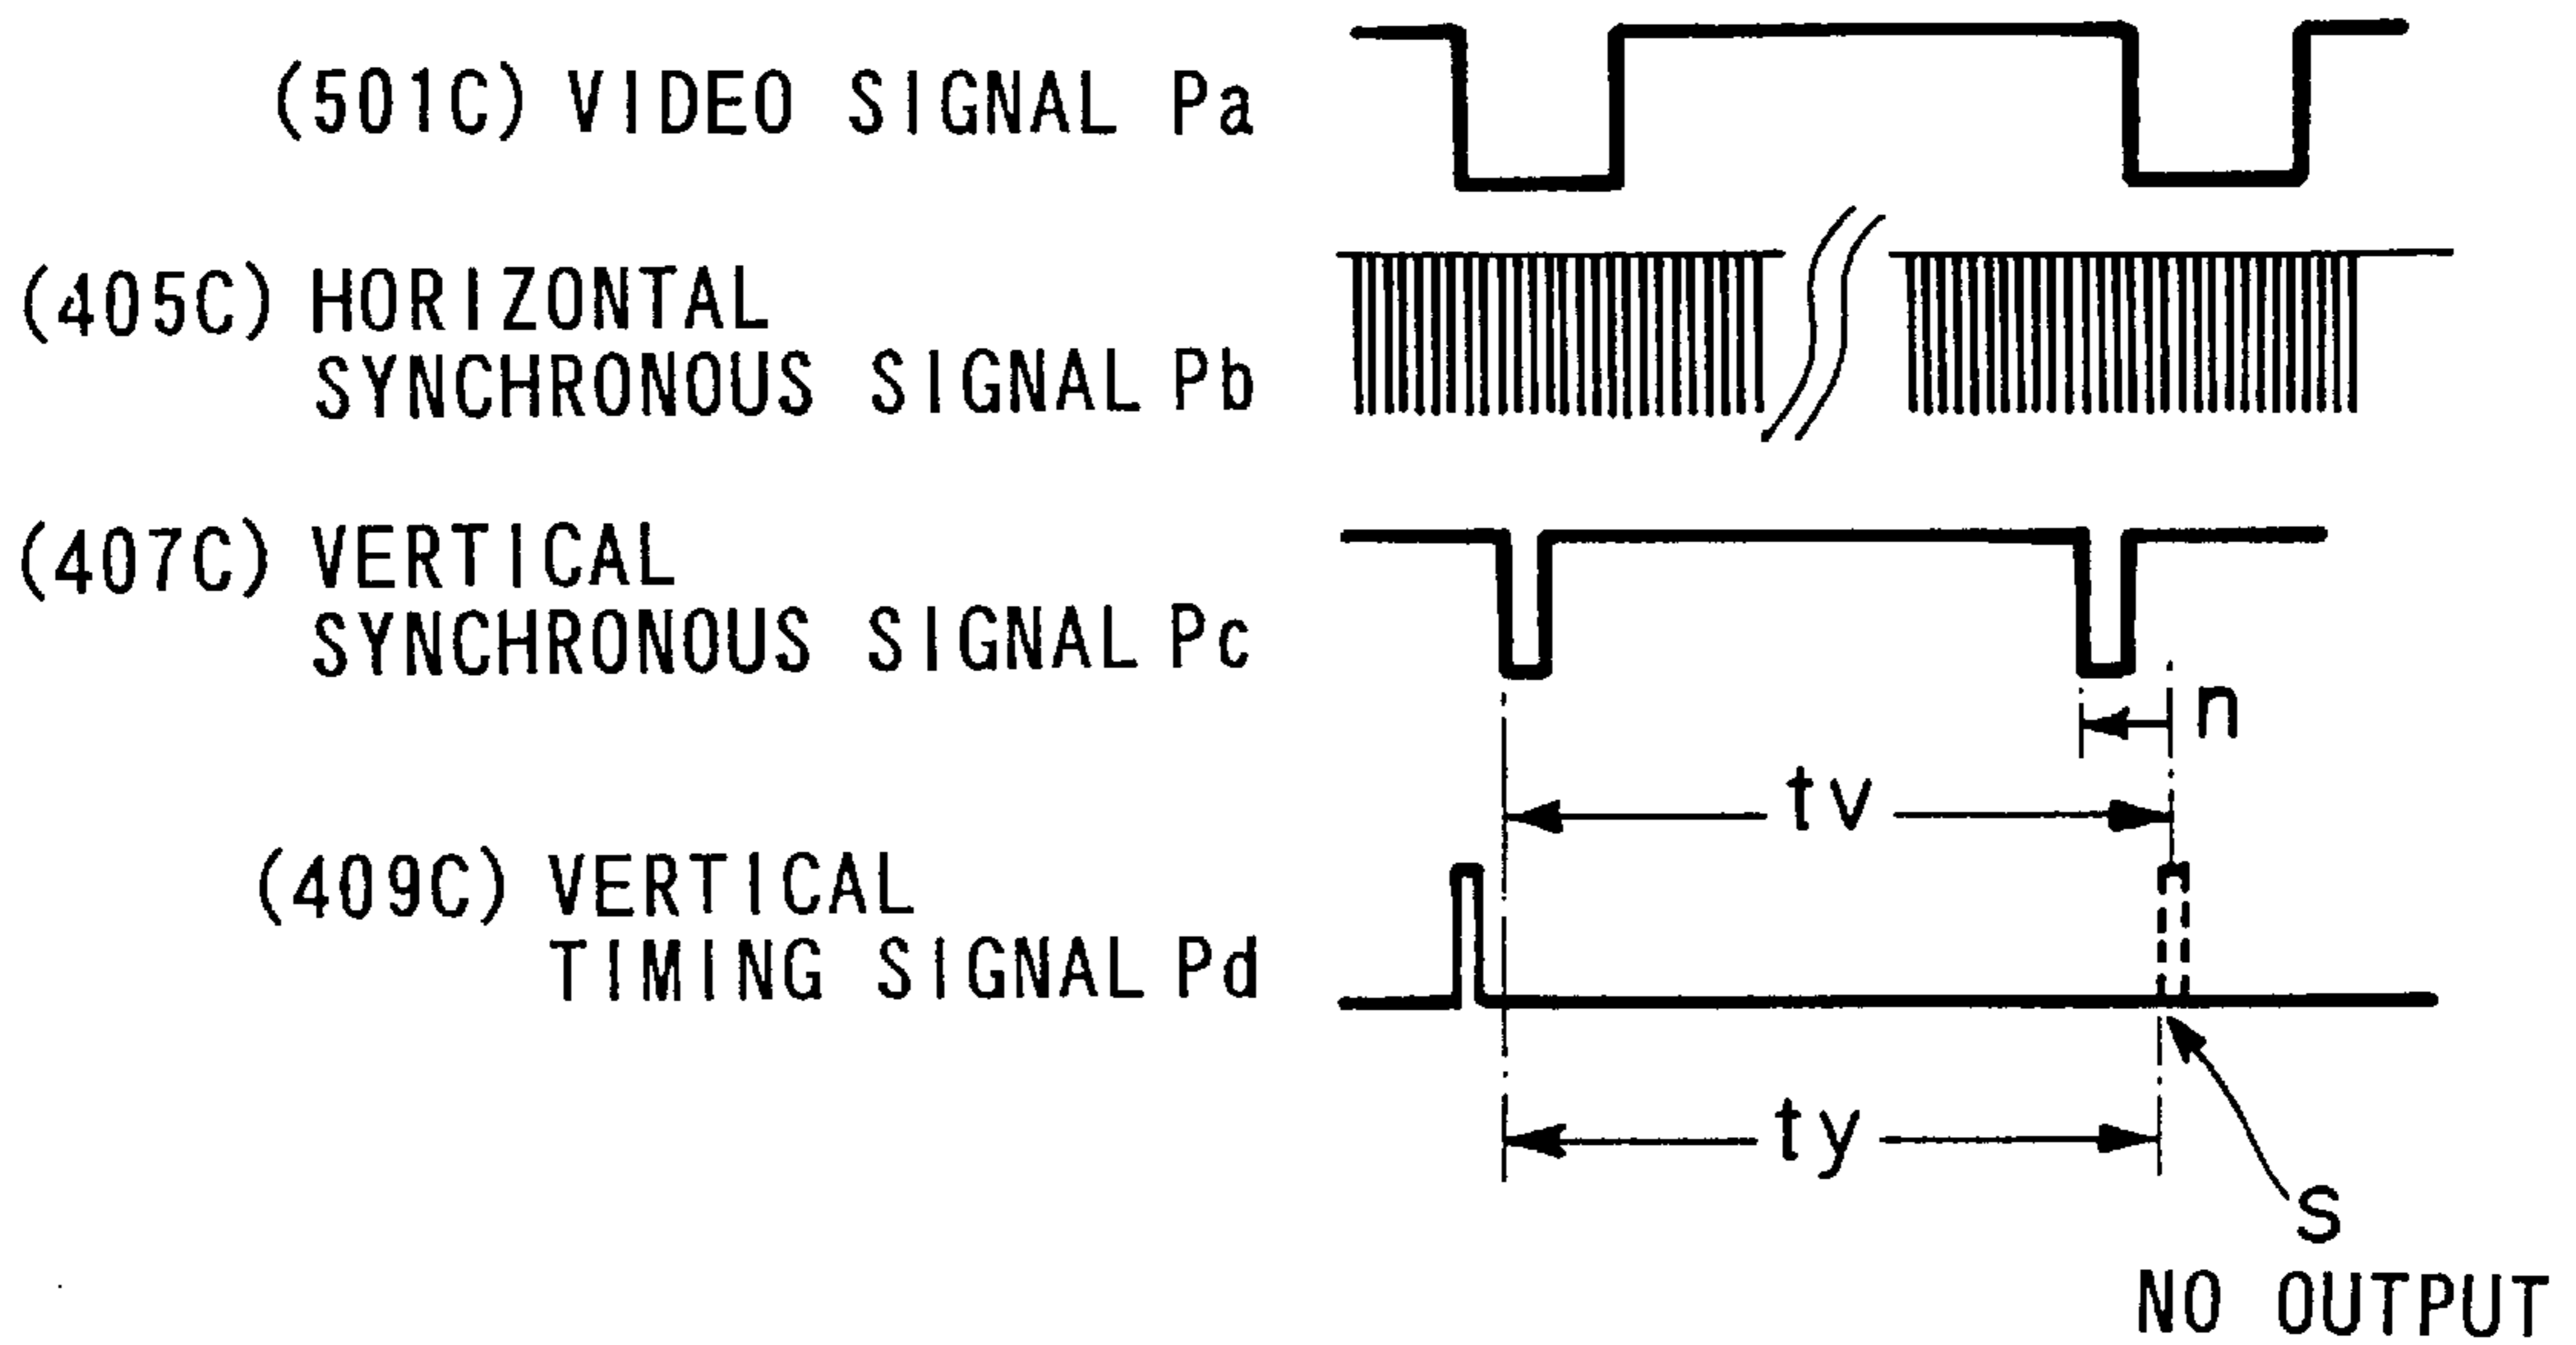 (501C) VIDEO SIGNAL Pa
(405C) HORIZONTAL
SYNCHRONOUS SIGNAL Pb
(407C) VERTICAL
SYNCHRONOUS SIGNAL Pc
n
tv
(409C) VERTICAL
TIMING SIGNAL Pd
ty
S
NO OUTPUT